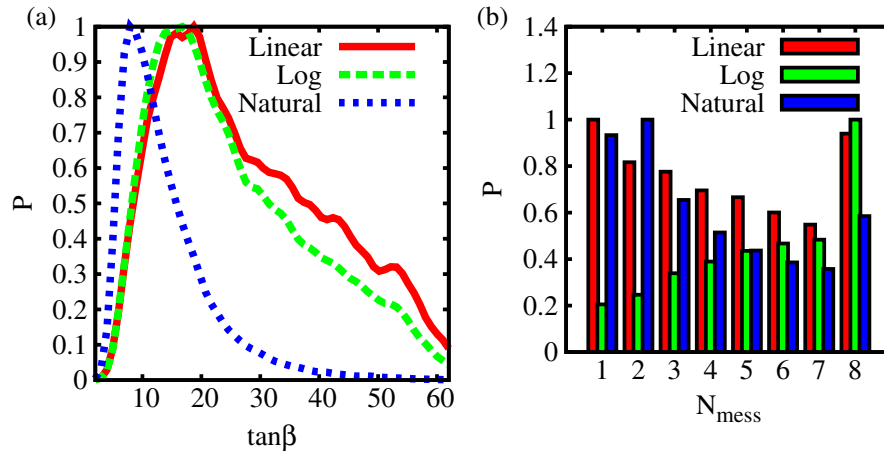 (a)
P
1
0.9
0.8
0.7
0.6
0.5
0.4
0.3
0.2
0.1
0
Linear
Log
Natural
10 20 30 40 50 60
tanβ
(b)
P
1.4
1.2
1
0.8
0.6
0.4
0.2
0
Linear
Log
Natural
1 2 3 4 5 6 7 8
N_mess